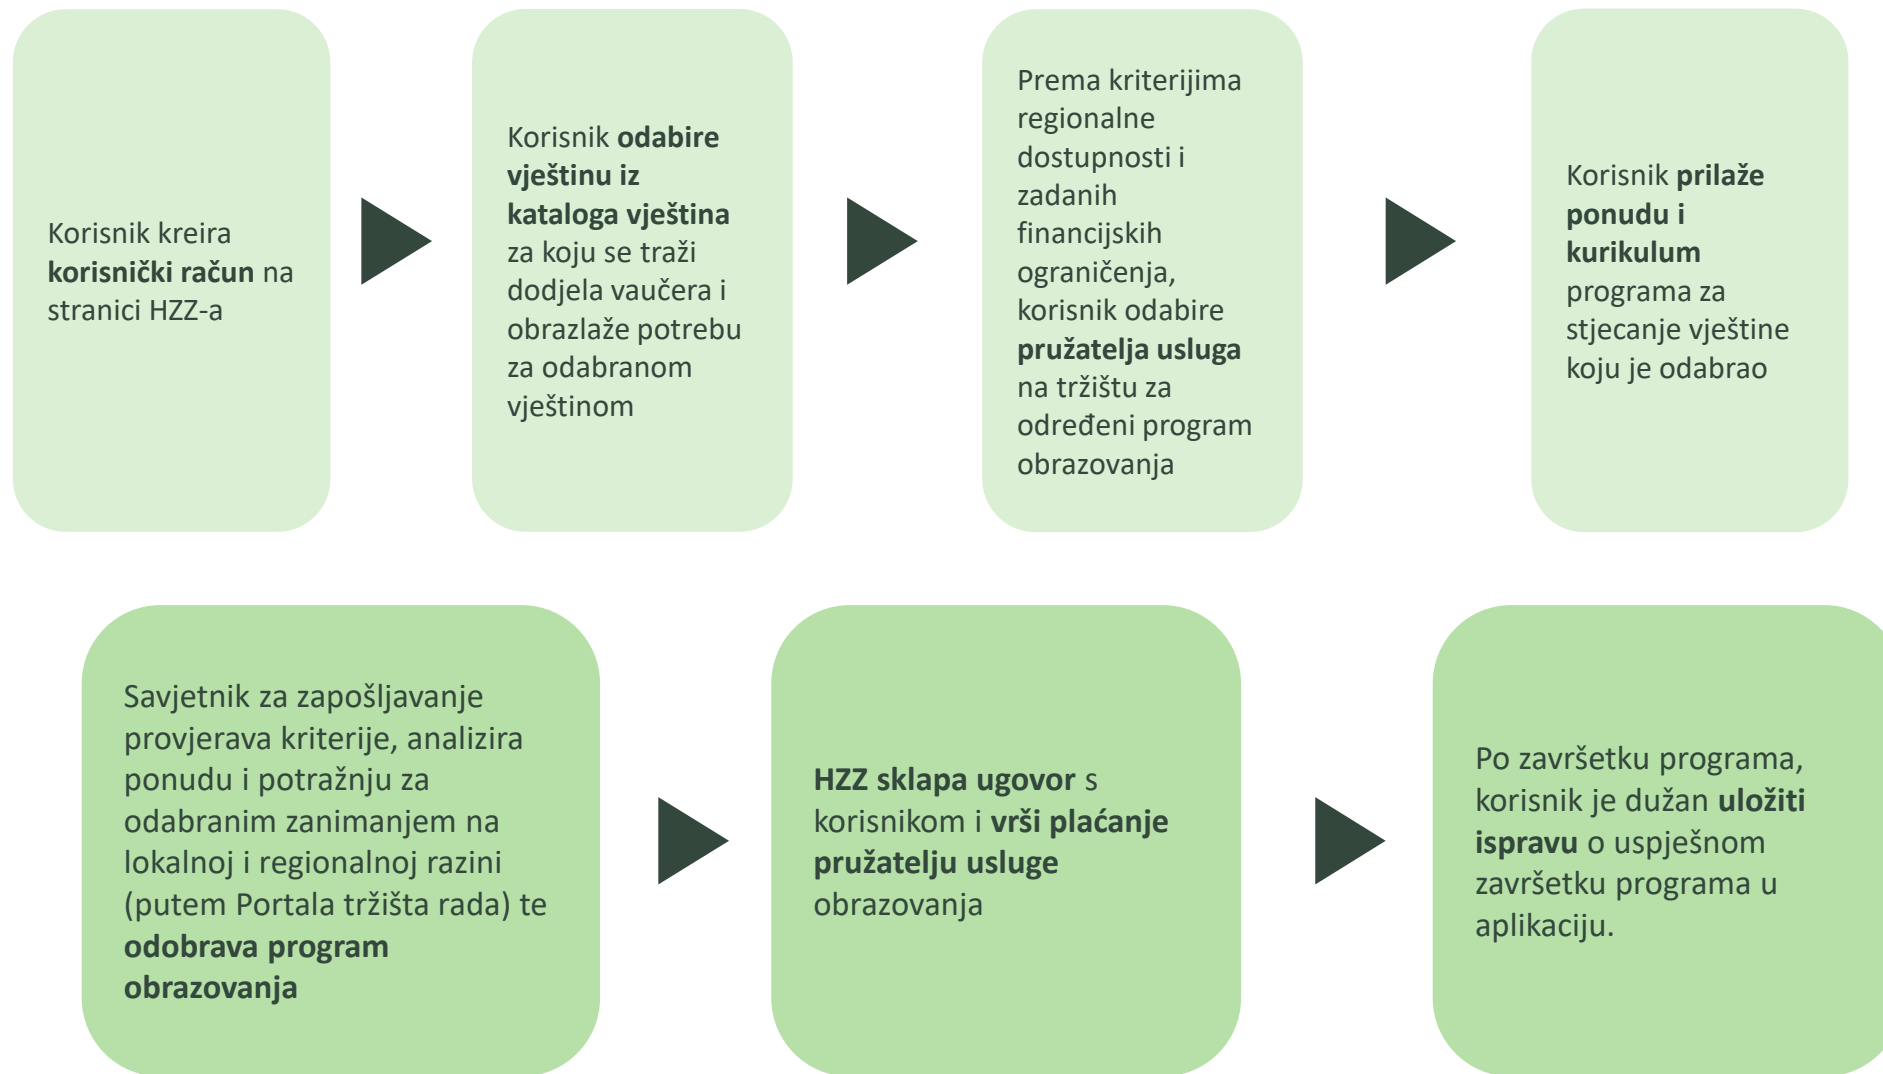 Korisnik kreira
korisnički račun na
stranici HZZ-a
Korisnik odabire
vještinu iz
kataloga vještina
za koju se traži
dodjela vaučera i
obrazlaže potrebu
za odabranom
vještinom
Prema kriterijima
regionalne
dostupnosti i
zadanih
financijskih
ograničenja,
korisnik odabire
pružatelja usluga
na tržištu za
određeni program
obrazovanja
Korisnik prilaže
ponudu i
kurikulum
programa za
stjecanje vještine
koju je odabrao
Savjetnik za zapošljavanje
provjerava kriterije, analizira
ponudu i potražnju za
odabranim zanimanjem na
lokalnoj i regionalnoj razini
(putem Portala tržišta rada) te
odobrava program
obrazovanja
HZZ sklapa ugovor s
korisnikom i vrši plaćanje
pružatelju usluge
obrazovanja
Po završetku programa,
korisnik je dužan uložiti
ispravu o uspješnom
završetku programa u
aplikaciju.